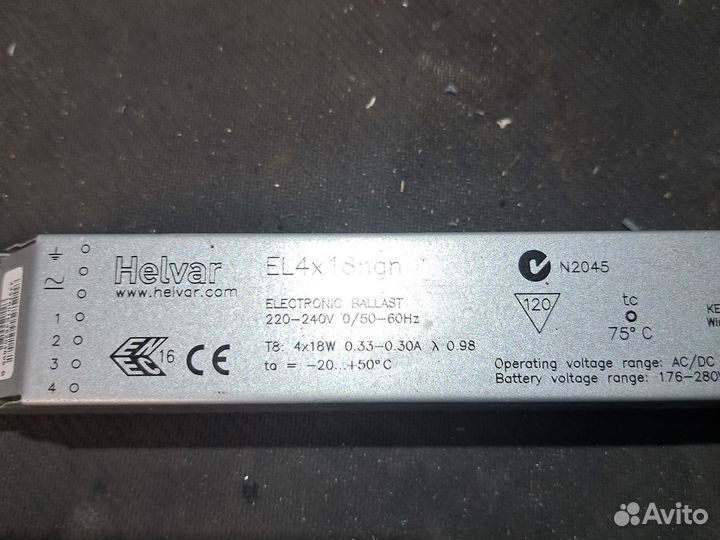 Helvar
www.helvar.com
EL4x18ngn
ELECTRONIC BALLAST
220-240V 0/50-60Hz
T8: 4x18W 0.33-0.30A λ 0.98
ta = -20...+50°C
1
2
3
4
16
CE
N2045
120
tc
75°C
Operating voltage range: AC/DC
Battery voltage range: 176-280V
KE
Avito